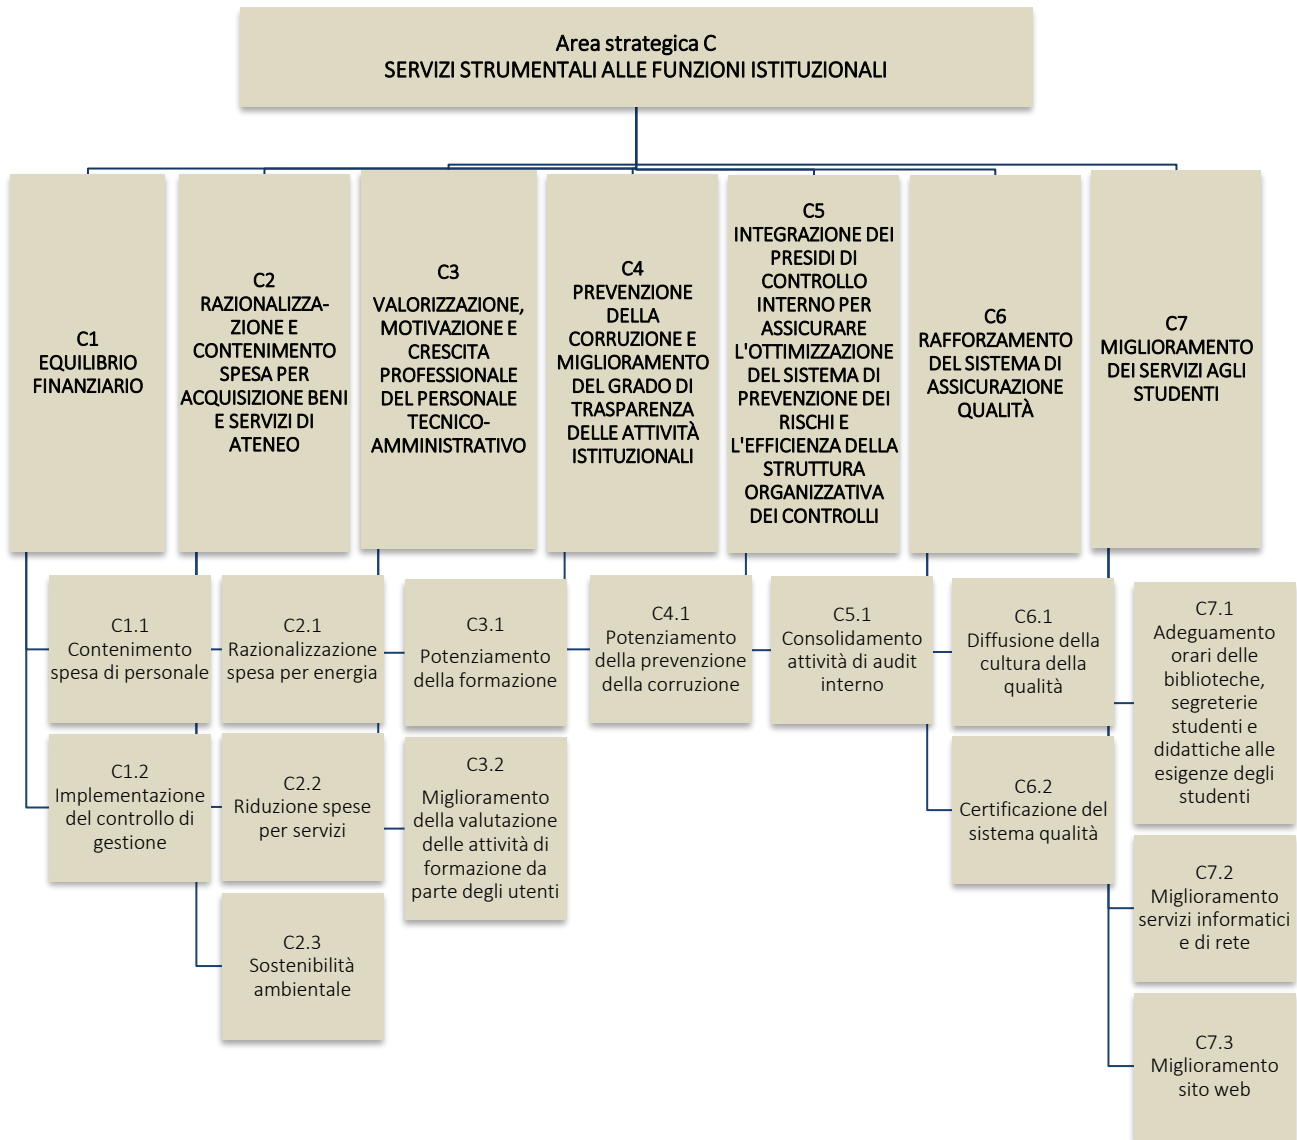 Area strategica C
SERVIZI STRUMENTALI ALLE FUNZIONI ISTITUZIONALI
C1
EQUILIBRIO
FINANZIARIO
C2
RAZIONALIZZA-
ZIONE E
CONTENIMENTO
SPESA PER
ACQUISIZIONE BENI
E SERVIZI DI
ATENEO
C3
VALORIZZAZIONE,
MOTIVAZIONE E
CRESCITA
PROFESSIONALE
DEL PERSONALE
TECNICO-
AMMINISTRATIVO
C4
PREVENZIONE
DELLA
CORRUZIONE E
MIGLIORAMENTO
DEL GRADO DI
TRASPARENZA
DELLE ATTIVITÀ
ISTITUZIONALI
C5
INTEGRAZIONE DEI
PRESIDI DI
CONTROLLO
INTERNO PER
ASSICURARE
L'OTTIMIZZAZIONE
DEL SISTEMA DI
PREVENZIONE DEI
RISCHI E
L'EFFICIENZA DELLA
STRUTTURA
ORGANIZZATIVA
DEI CONTROLLI
C6
RAFFORZAMENTO
DEL SISTEMA DI
ASSICURAZIONE
QUALITÀ
C7
MIGLIORAMENTO
DEI SERVIZI AGLI
STUDENTI
C1.1
Contenimento
spesa di personale
C1.2
Implementazione
del controllo di
gestione
C2.1
Razionalizzazione
spesa per energia
C2.2
Riduzione spese
per servizi
C2.3
Sostenibilità
ambientale
C3.1
Potenziamento
della formazione
C3.2
Miglioramento
della valutazione
delle attività di
formazione da
parte degli utenti
C4.1
Potenziamento
della prevenzione
della corruzione
C5.1
Consolidamento
attività di audit
interno
C6.1
Diffusione della
cultura della
qualità
C6.2
Certificazione del
sistema qualità
C7.1
Adeguamento
orari delle
biblioteche,
segreterie
studenti e
didattiche alle
esigenze degli
studenti
C7.2
Miglioramento
servizi informatici
e di rete
C7.3
Miglioramento
sito web